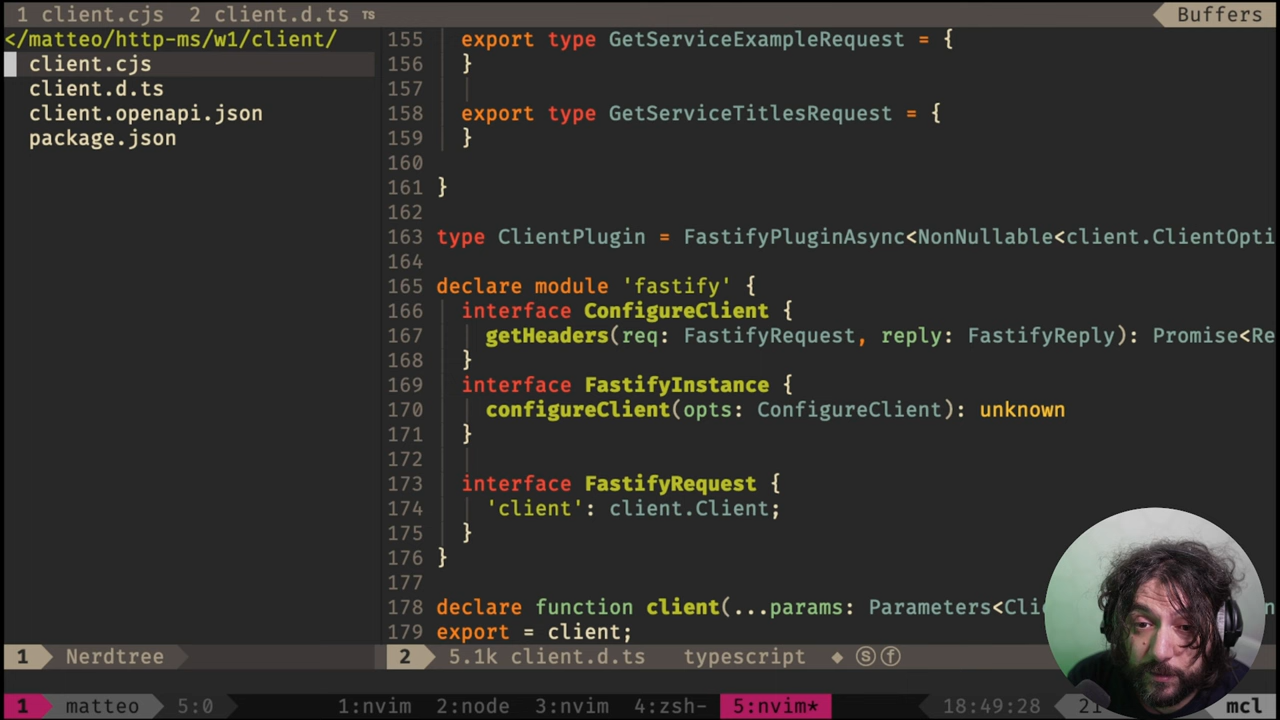 1 client.cjs 2 client.d.ts TS Buffers
</matteo/http-ms/w1/client/
client.cjs
client.d.ts
client.openapi.json
package.json
155 export type GetServiceExampleRequest = {
156 }
157
158 export type GetServiceTitlesRequest = {
159 }
160
161 }
162
163 type ClientPlugin = FastifyPluginAsync<NonNullable<client.ClientOpti
164
165 declare module 'fastify' {
166 interface ConfigureClient {
167 getHeaders(req: FastifyRequest, reply: FastifyReply): Promise<Re
168 }
169 interface FastifyInstance {
170 configureClient(opts: ConfigureClient): unknown
171 }
172
173 interface FastifyRequest {
174 'client': client.Client;
175 }
176 }
177
178 declare function client(...params: Parameters<Cli
179 export = client;
1 Nerdtree
2 5.1k client.d.ts typescript ◆ ⓢⓕ
1 matteo 5:0 1:nvim 2:node 3:nvim 4:zsh- 5:nvim* 18:49:28 21 mcl